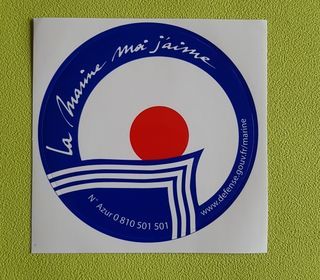 La Marine moi j'aime
N° Azur 0 810 501 501
www.defense.gouv.fr/marine